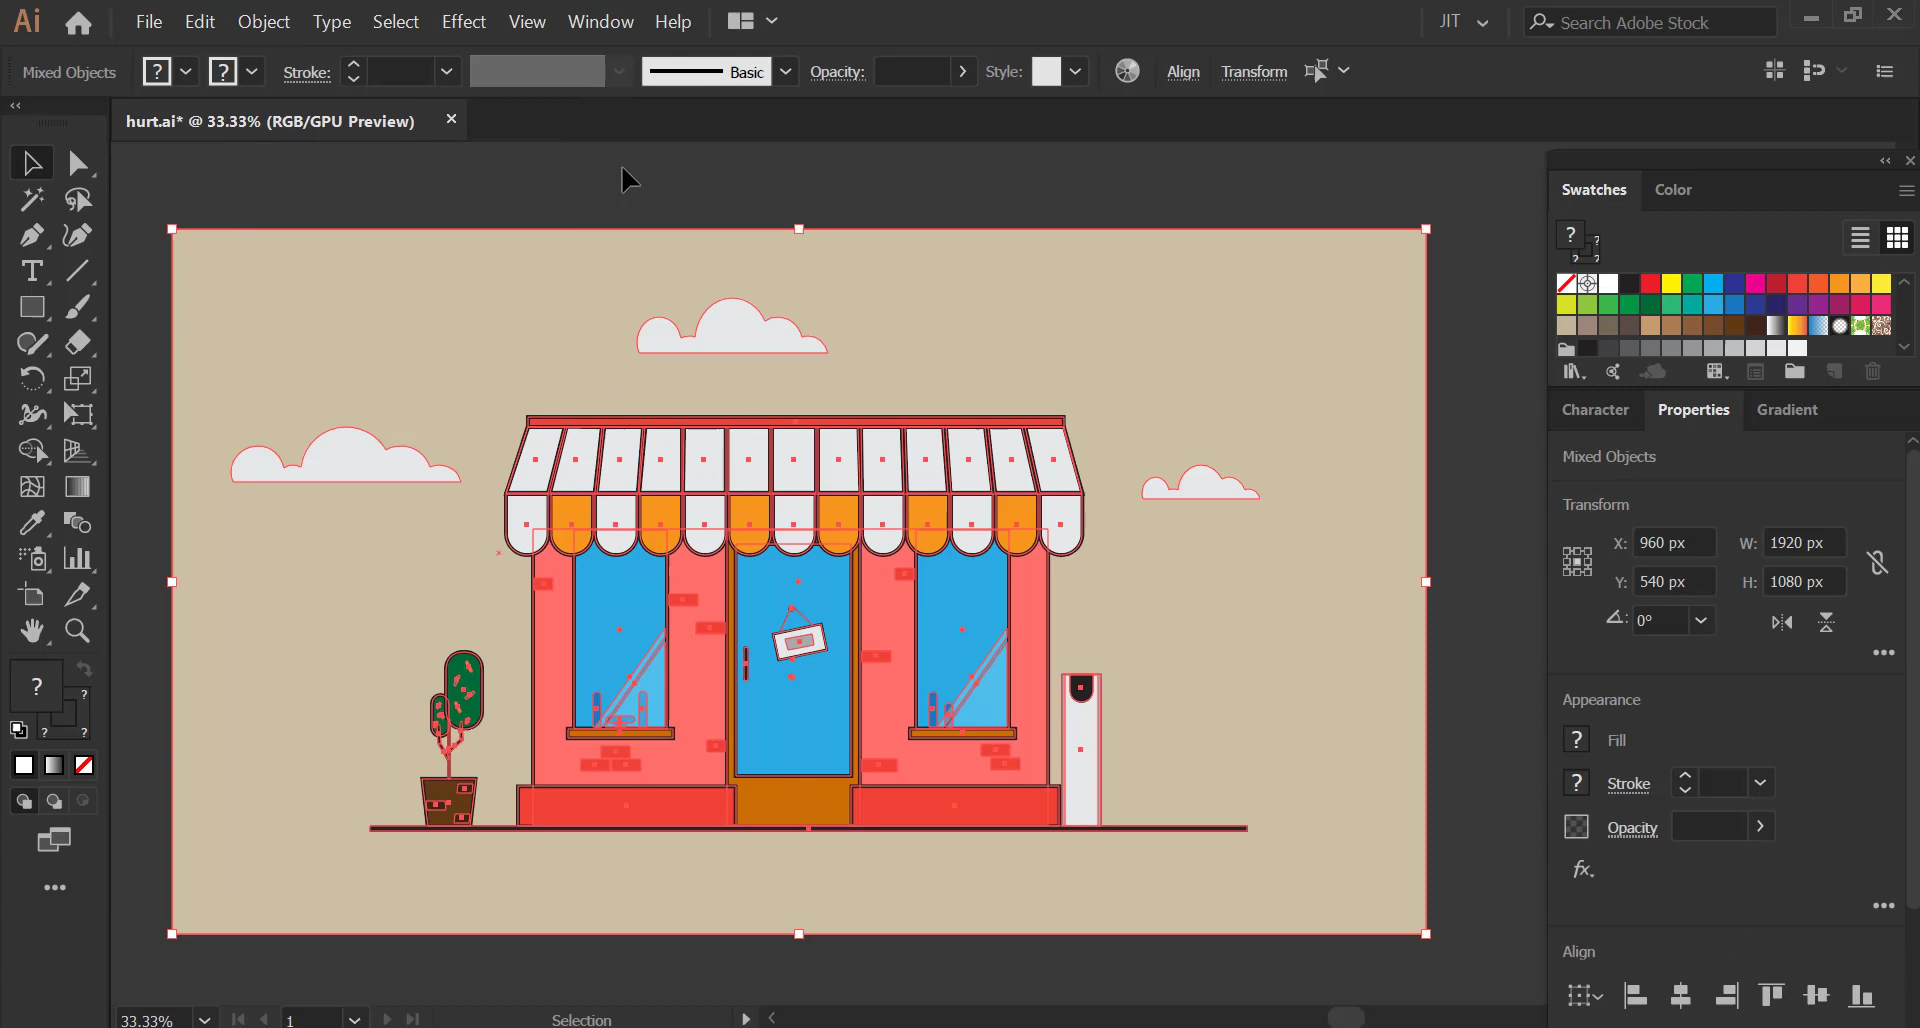 Ai File Edit Object Type Select Effect View Window Help JIT Search Adobe Stock
Mixed Objects ? ? Stroke: Basic Opacity: Style: Align Transform
hurt.ai* @ 33.33% (RGB/GPU Preview)
Swatches Color
?
?
? ?
Character Properties Gradient
Mixed Objects
Transform
X: 960 px W: 1920 px
Y: 540 px H: 1080 px
0°
?
?
? ?
Appearance
? Fill
? Stroke
Opacity
fx.
Align
33.33% 1 Selection